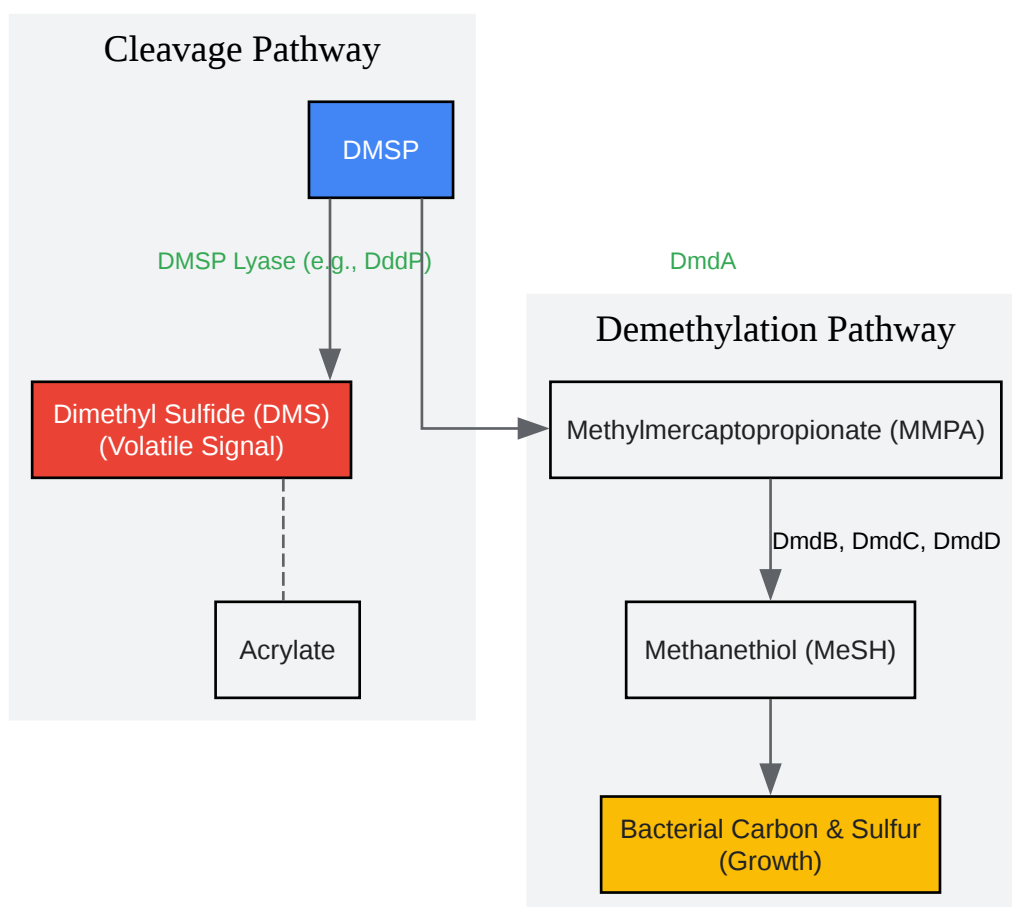 Cleavage Pathway
DMSP
DMSP Lyase (e.g., DddP)
DmdA
Demethylation Pathway
Dimethyl Sulfide (DMS)
(Volatile Signal)
Methylmercaptopropionate (MMPA)
DmdB, DmdC, DmdD
Acrylate
Methanethiol (MeSH)
Bacterial Carbon & Sulfur
(Growth)